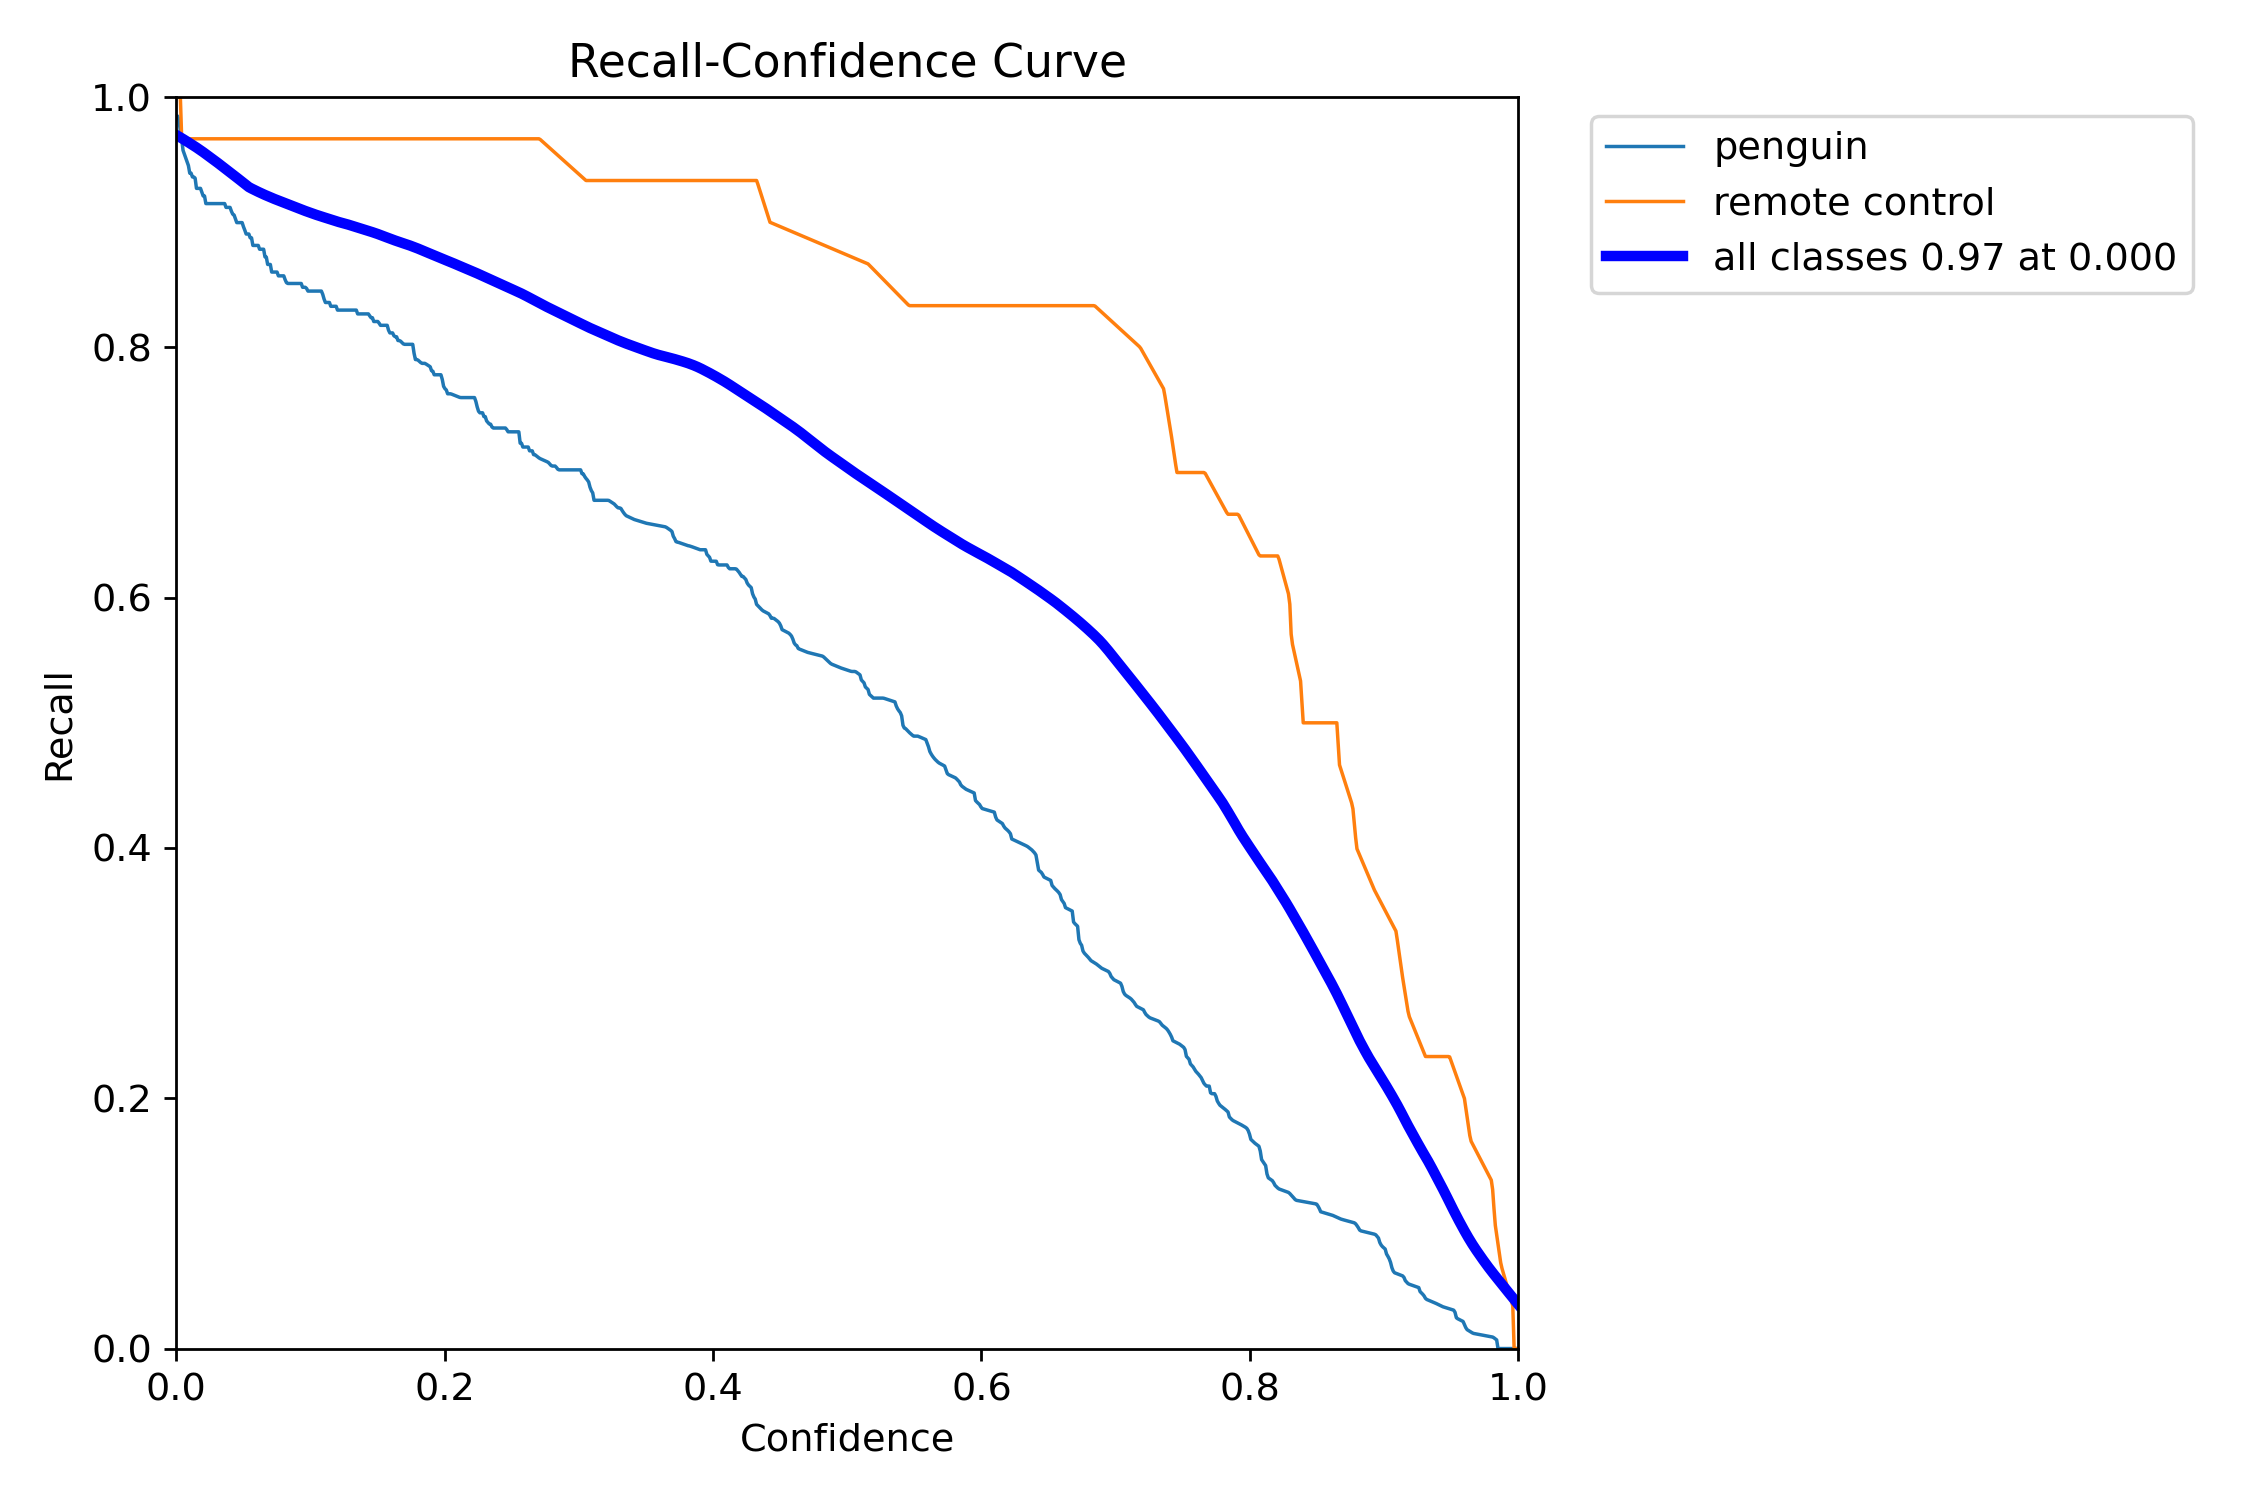 Recall-Confidence Curve
1.0
0.8
0.6
0.4
0.2
0.0
Recall
0.0 0.2 0.4 0.6 0.8 1.0
Confidence
penguin
remote control
all classes 0.97 at 0.000